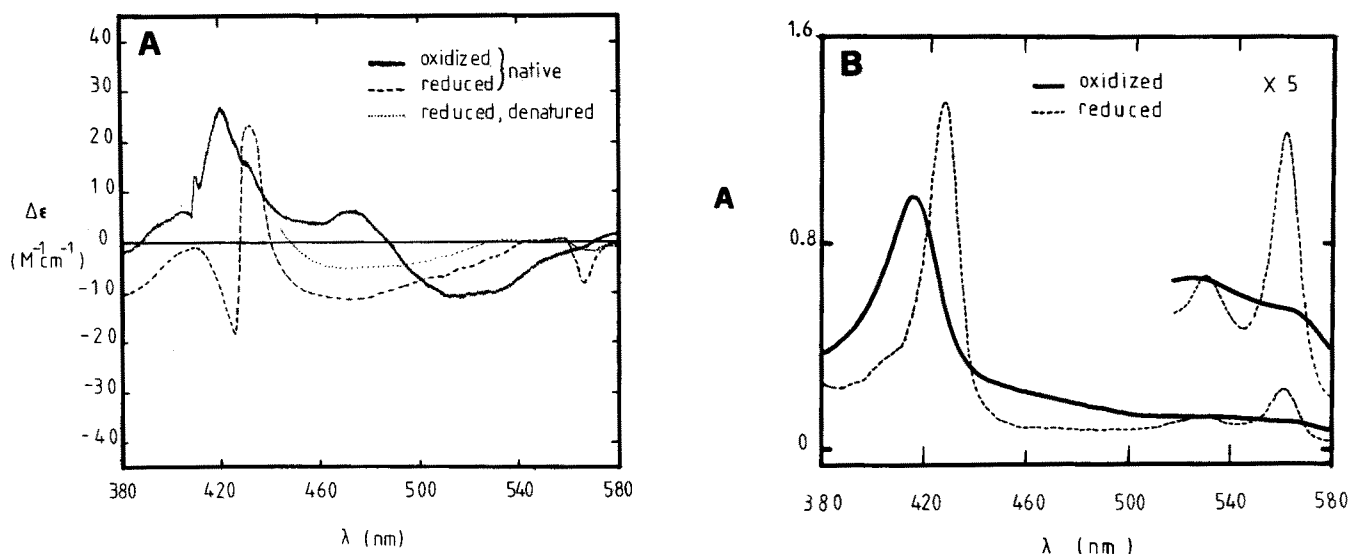 A
40
30
20
10
0
-10
-20
-30
-40
Δε
(M⁻¹cm⁻¹)
oxidized
reduced
} native
reduced, denatured
380 420 460 500 540 580
λ (nm)
B
A
1.6
0.8
0
oxidized
reduced
X 5
380 420 460 500 540 580
λ (nm)